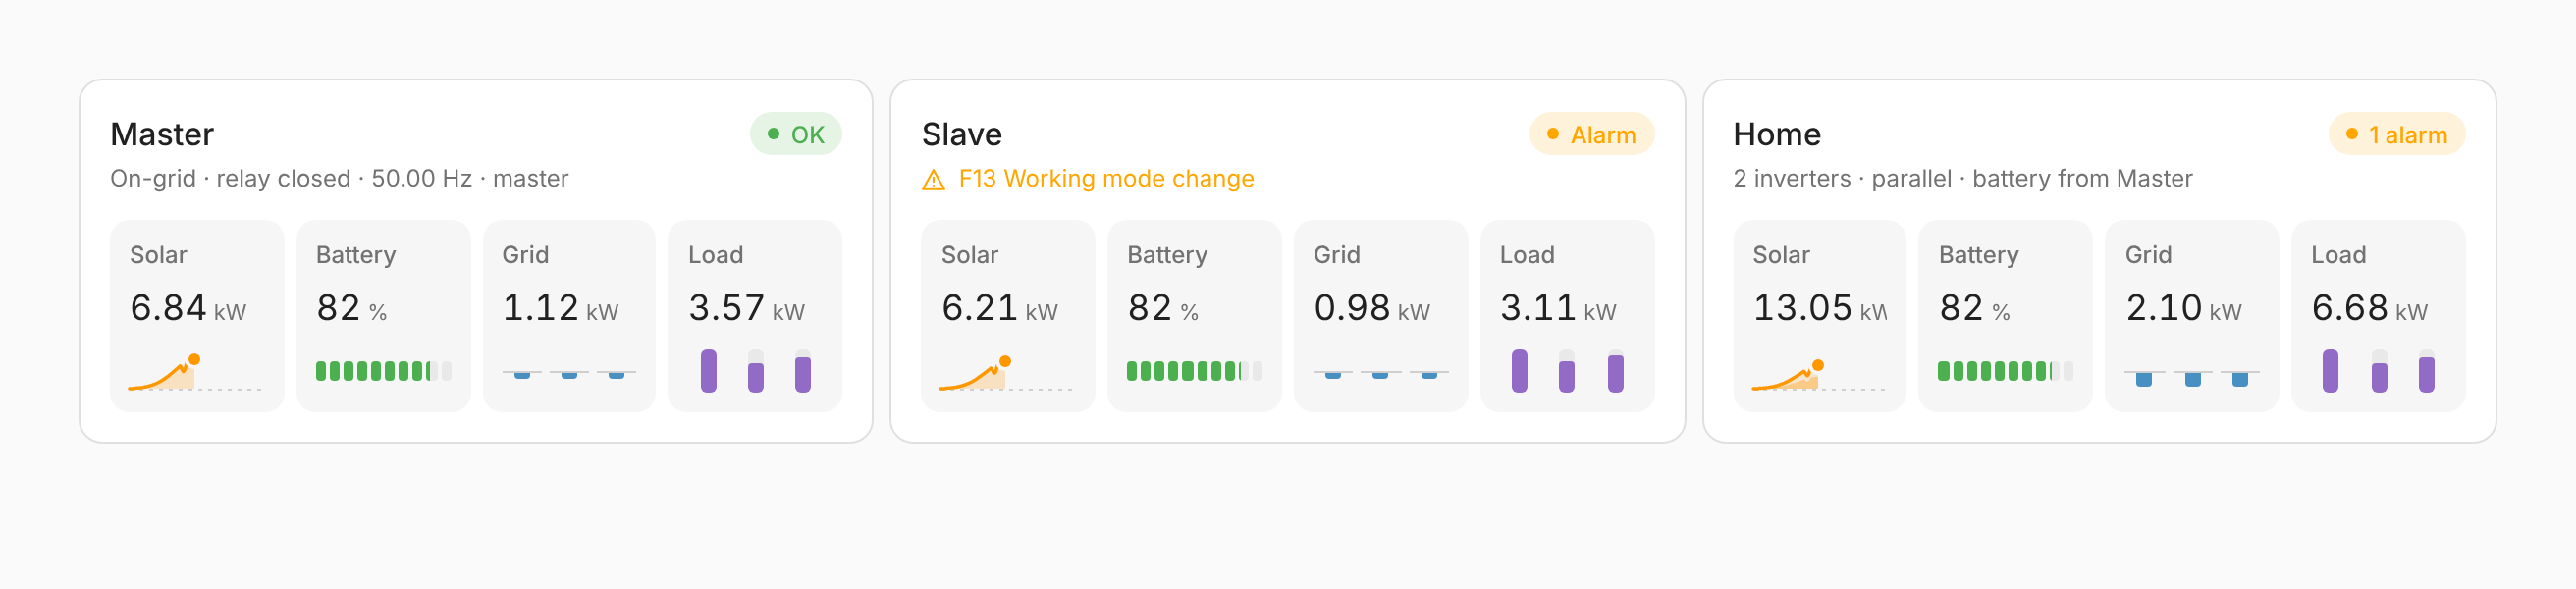 Master
OK
On-grid · relay closed · 50.00 Hz · master
Solar
6.84 kW
Battery
82 %
Grid
1.12 kW
Load
3.57 kW
Slave
Alarm
F13 Working mode change
Solar
6.21 kW
Battery
82 %
Grid
0.98 kW
Load
3.11 kW
Home
1 alarm
2 inverters · parallel · battery from Master
Solar
13.05 kW
Battery
82 %
Grid
2.10 kW
Load
6.68 kW